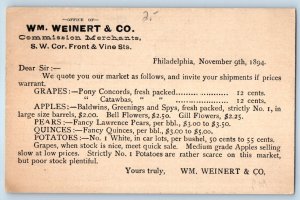 OFFICE OF
2.-
WM. WEINERT & CO.
Commission Merchants,
S. W. Cor. Front & Vine Sts.
Philadelphia, November 9th, 1894.
Dear Sir:—
We quote you our market as follows, and invite your shipments if prices
warrant.
GRAPES:—Pony Concords, fresh packed, 12 cents.
" Catawbas, " " 12 cents.
APPLES:—Baldwins, Greenings and Spys, fresh packed, strictly No. 1, in
large size barrels, $2.00. Bell Flowers, $2.50. Gill Flowers, $2.25.
PEARS:—Fancy Lawrence Pears, per bbl., $3.00 to $3.50.
QUINCES:—Fancy Quinces, per bbl., $3.00 to $5.00.
POTATOES:—No. 1 White, in car lots, per bushel, 50 cents to 55 cents.
Grapes, when stock is nice, meet quick sale. Medium grade Apples selling
slow at low prices. Strictly No. 1 Potatoes are rather scarce on this market,
but poor stock plentiful.
Yours truly, WM. WEINERT & CO.